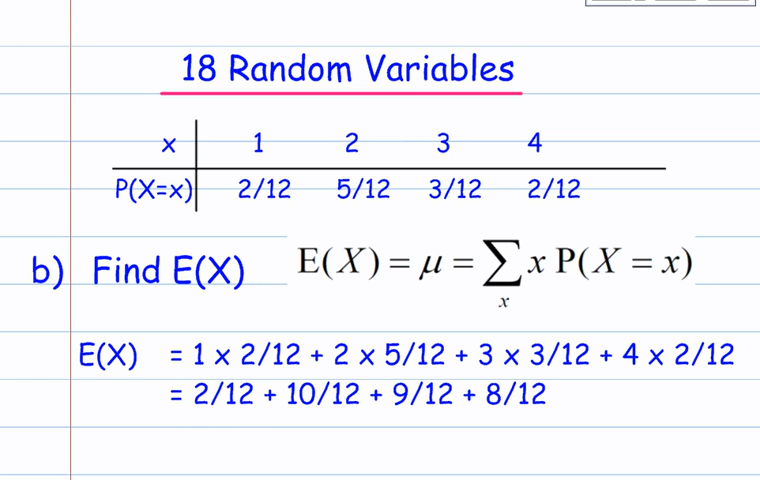 18 Random Variables
x 1 2 3 4
P(X=x) 2/12 5/12 3/12 2/12
b) Find E(X) E(X) = μ = ∑ x P(X = x)
x
E(X) = 1 x 2/12 + 2 x 5/12 + 3 x 3/12 + 4 x 2/12
= 2/12 + 10/12 + 9/12 + 8/12